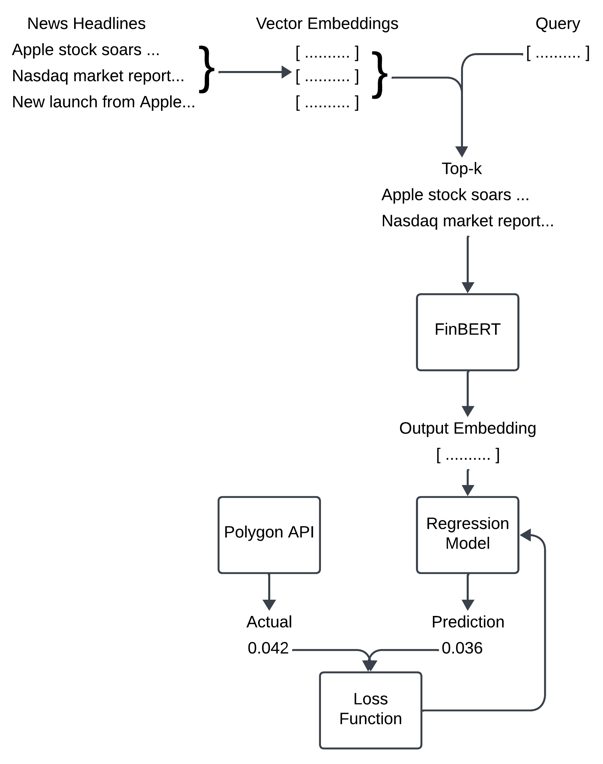 News Headlines
Apple stock soars ...
Nasdaq market report...
New launch from Apple...
Vector Embeddings
[ .......... ]
[ .......... ]
[ .......... ]
Query
[ .......... ]
Top-k
Apple stock soars ...
Nasdaq market report...
FinBERT
Output Embedding
[ .......... ]
Polygon API
Regression
Model
Actual
0.042
Prediction
0.036
Loss
Function